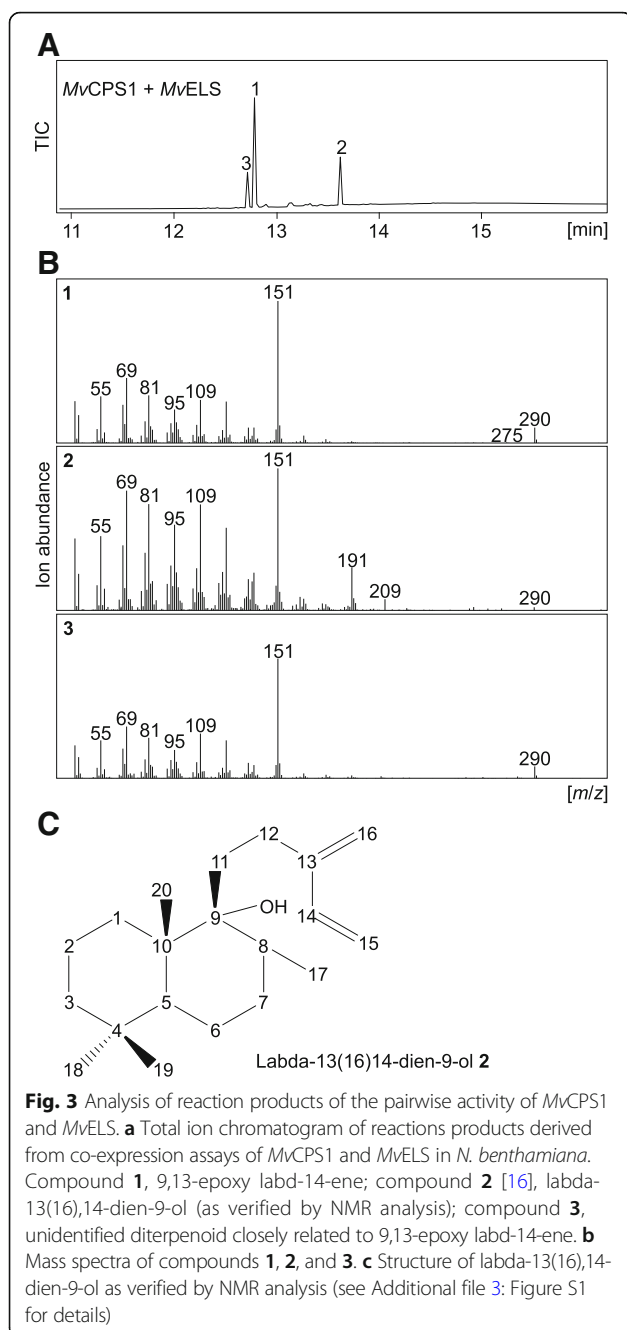 A
MvCPS1 + MvELS
TIC
3
1
2
11 12 13 14 15 [min]
B
Ion abundance
1
55 69 81 95 109 151 275 290
2
55 69 81 95 109 151 191 209 290
3
55 69 81 95 109 151 290
[m/z]
C
12 16
11 13
20 OH 14
1 9 15
2 10 8
17
3 5 7
4 6
18 19
Labda-13(16)14-dien-9-ol 2
Fig. 3 Analysis of reaction products of the pairwise activity of MvCPS1
and MvELS. a Total ion chromatogram of reactions products derived
from co-expression assays of MvCPS1 and MvELS in N. benthamiana.
Compound 1, 9,13-epoxy labd-14-ene; compound 2 [16], labda-
13(16),14-dien-9-ol (as verified by NMR analysis); compound 3,
unidentified diterpenoid closely related to 9,13-epoxy labd-14-ene. b
Mass spectra of compounds 1, 2, and 3. c Structure of labda-13(16),14-
dien-9-ol as verified by NMR analysis (see Additional file 3: Figure S1
for details)